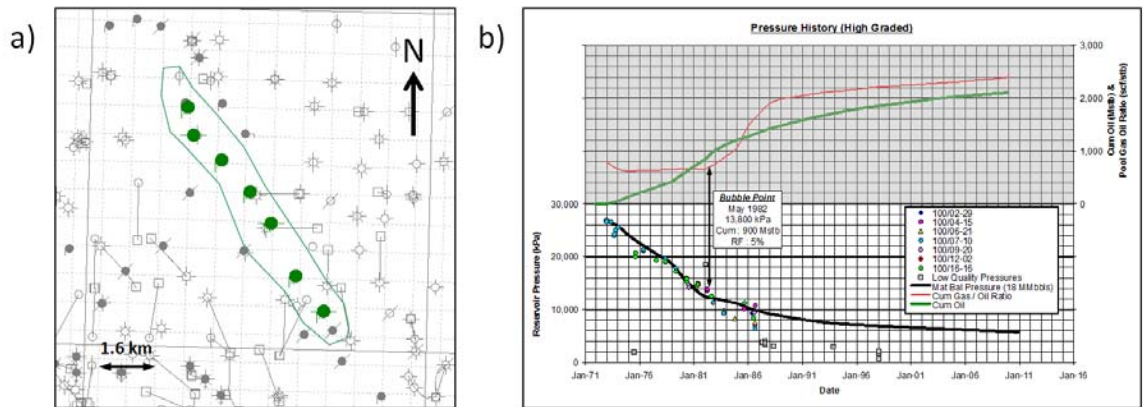 a)
N
1.6 km
b)
Pressure History (High Graded)
3,000
2,000
1,000
0
Cum Oil (Mstb) &
Pool Gas Oil Ratio (scf/stb)
Bubble Point
May 1982
13,800 kPa
Cum : 900 Mstb
RF : 5%
30,000
20,000
10,000
0
Reservoir Pressure (kPa)
100/02-29
100/04-15
100/06-21
100/07-10
100/09-20
100/12-02
100/16-16
Low Quality Pressures
Mat Bal Pressure (18 MMbbls)
Cum Gas / Oil Ratio
Cum Oil
Jan-71 Jan-76 Jan-81 Jan-86 Jan-91 Jan-96 Jan-01 Jan-06 Jan-11 Jan-16
Date